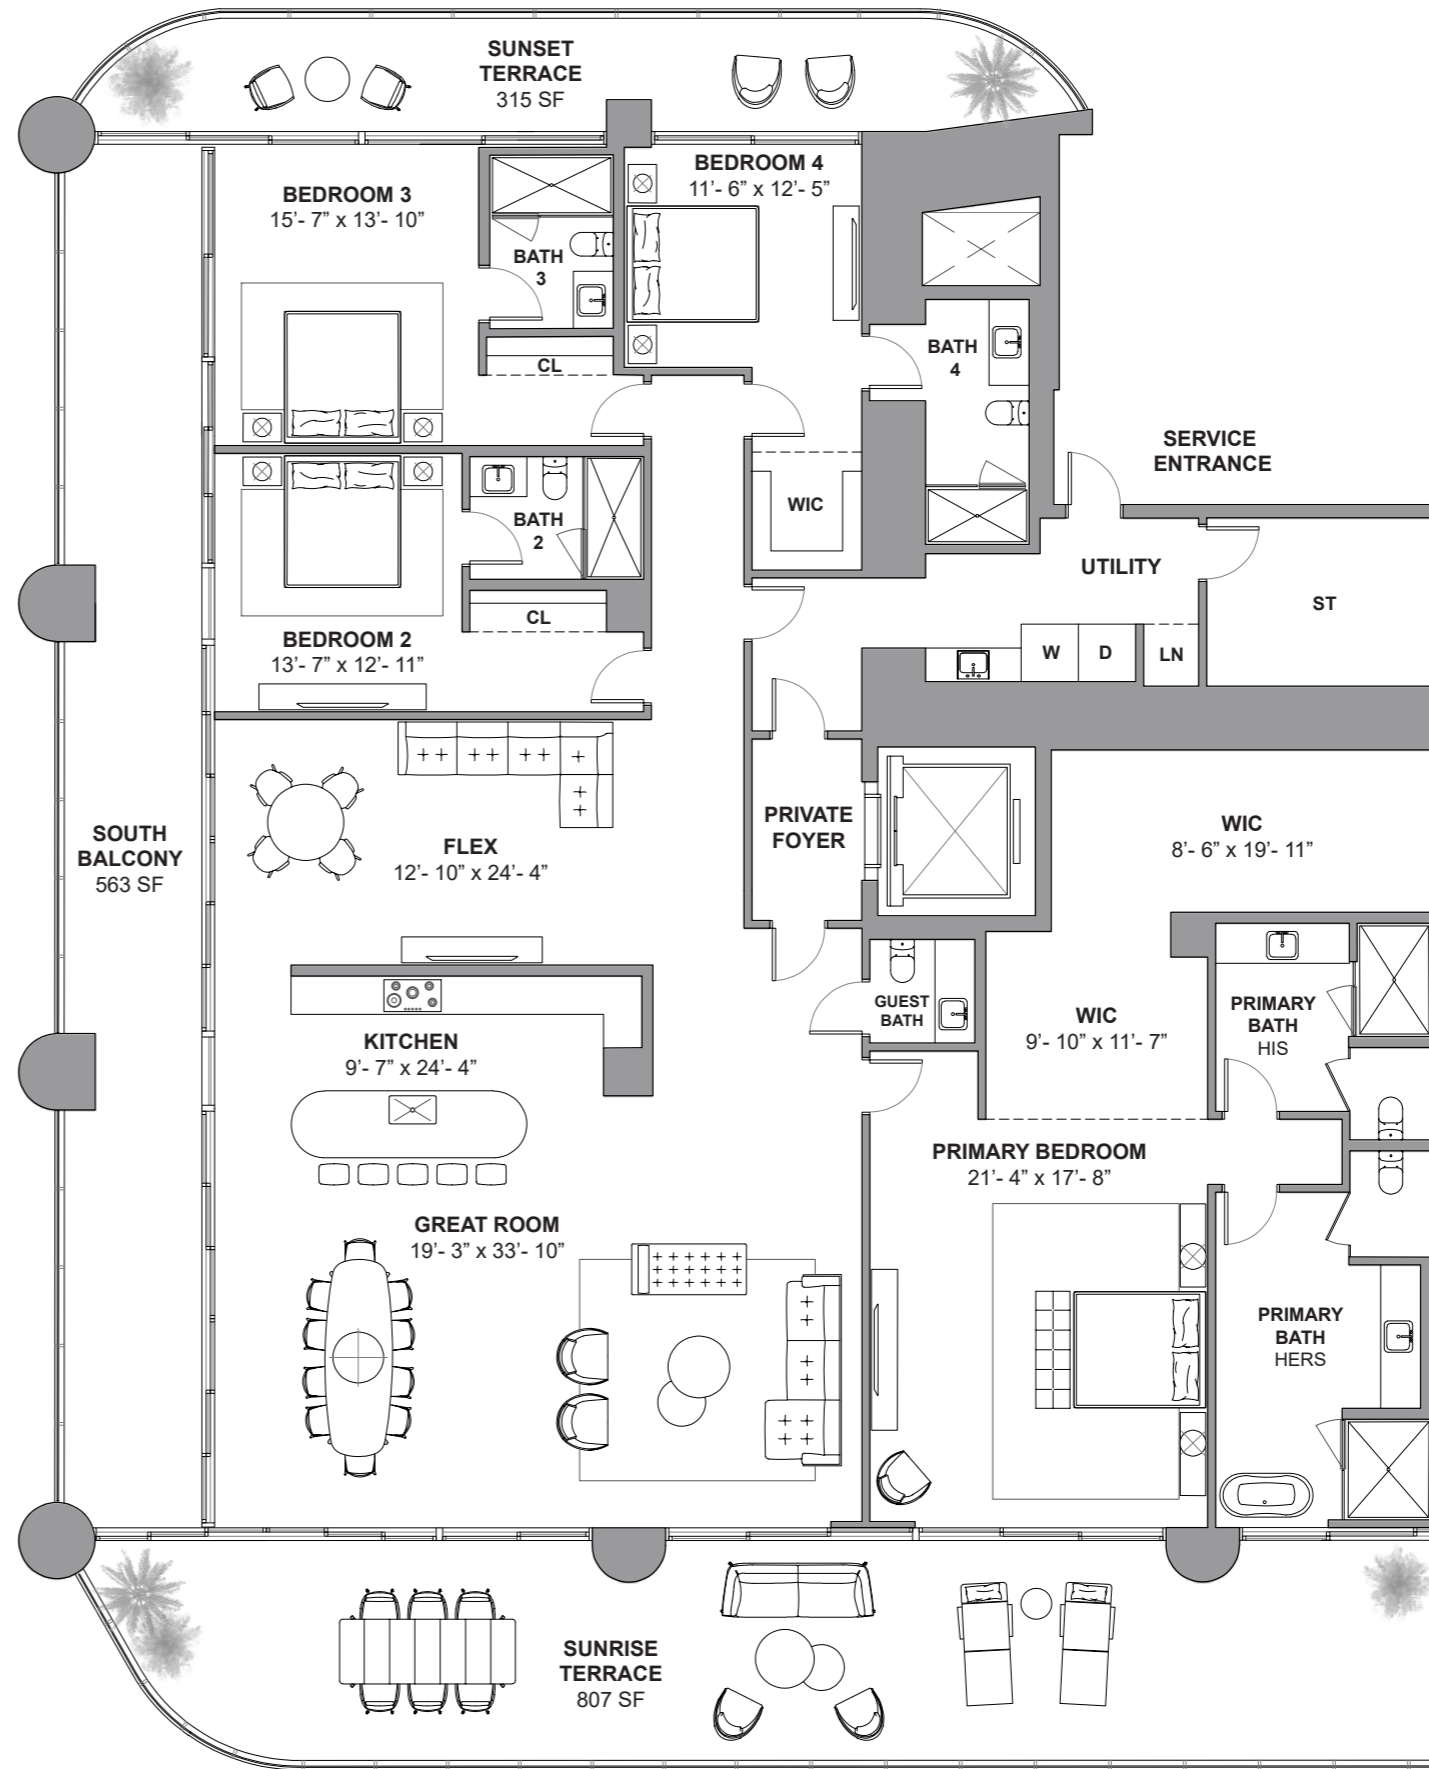 SUNSET
TERRACE
315 SF
BEDROOM 3
15'- 7” x 13'- 10”
BATH
3
CL
BEDROOM 4
11'- 6” x 12'- 5”
BATH
4
WIC
SERVICE
ENTRANCE
BATH
2
CL
BEDROOM 2
13'- 7” x 12'- 11”
UTILITY
W
D
LN
ST
SOUTH
BALCONY
563 SF
FLEX
12'- 10” x 24'- 4”
PRIVATE
FOYER
WIC
8'- 6” x 19'- 11”
KITCHEN
9'- 7” x 24'- 4”
GUEST
BATH
WIC
9'- 10” x 11'- 7”
PRIMARY
BATH
HIS
PRIMARY BEDROOM
21'- 4” x 17'- 8”
GREAT ROOM
19'- 3” x 33'- 10”
PRIMARY
BATH
HERS
SUNRISE
TERRACE
807 SF